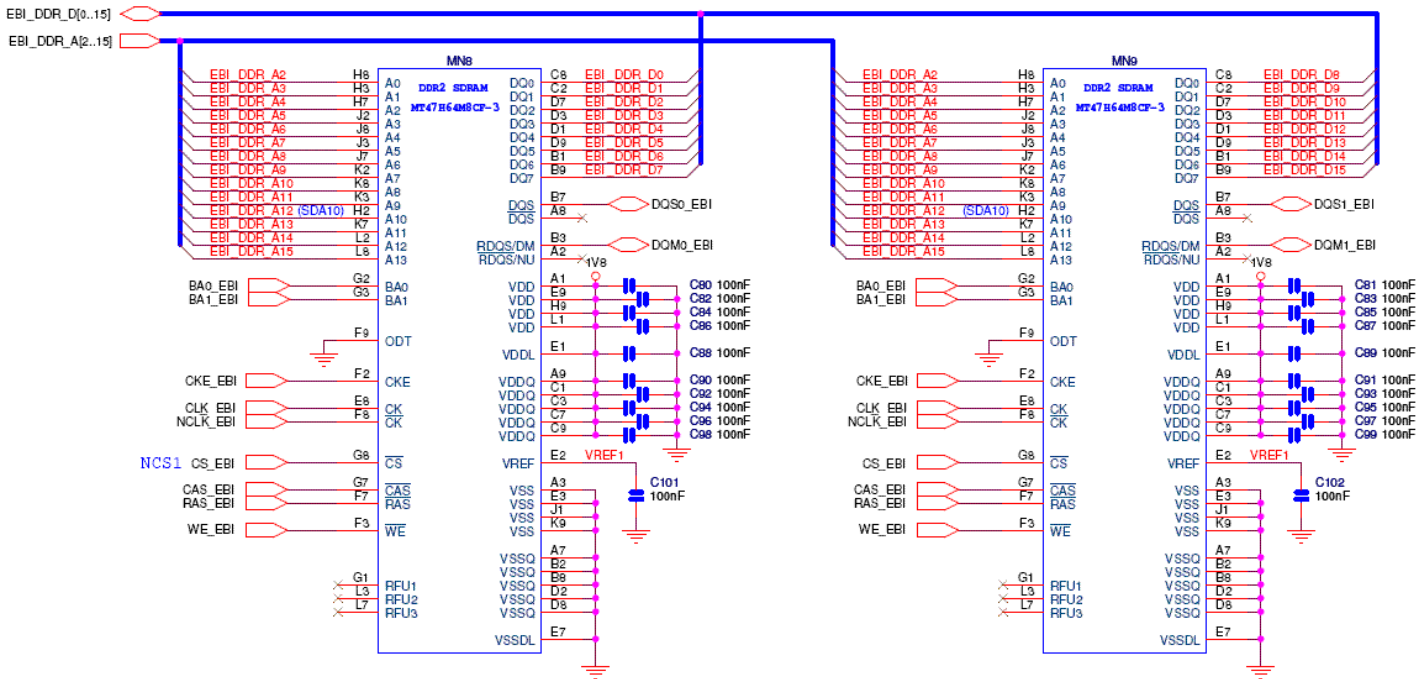 EBI_DDR_D[0..15]
EBI_DDR_A[2..15]
MN8
DDR2 SDRAM
MT47H64M8CF-3
EBI_DDR_A2 H8 A0
EBI_DDR_A3 H3 A1
EBI_DDR_A4 H7 A2
EBI_DDR_A5 J2 A3
EBI_DDR_A6 J8 A4
EBI_DDR_A7 J3 A5
EBI_DDR_A8 J7 A6
EBI_DDR_A9 K2 A7
EBI_DDR_A10 K8 A8
EBI_DDR_A11 K3 A9
EBI_DDR_A12 (SDA10) H2 A10
EBI_DDR_A13 K7 A11
EBI_DDR_A14 L2 A12
EBI_DDR_A15 L8 A13
BA0_EBI G2 BA0
BA1_EBI G3 BA1
F9 ODT
CKE_EBI F2 CKE
CLK_EBI E8 CK
NCLK_EBI F8 CK
NCS1 CS_EBI G8 CS
CAS_EBI G7 CAS
RAS_EBI F7 RAS
WE_EBI F3 WE
G1 RFU1
L3 RFU2
L7 RFU3
DQ0 C8 EBI_DDR_D0
DQ1 C2 EBI_DDR_D1
DQ2 D7 EBI_DDR_D2
DQ3 D3 EBI_DDR_D3
DQ4 D1 EBI_DDR_D4
DQ5 D9 EBI_DDR_D5
DQ6 B1 EBI_DDR_D6
DQ7 B9 EBI_DDR_D7
DQS B7 DQS0_EBI
DQS A8
RDQS/DM B3 DQM0_EBI
RDQS/NU A2
1V8
VDD A1 C80 100nF
VDD E9 C82 100nF
VDD H9 C84 100nF
VDD L1 C86 100nF
VDDL E1 C88 100nF
VDDQ A9 C90 100nF
VDDQ C1 C92 100nF
VDDQ C3 C94 100nF
VDDQ C7 C96 100nF
VDDQ C9 C98 100nF
VREF E2 VREF1
C101
100nF
VSS A3
VSS E3
VSS J1
VSS K9
VSSQ A7
VSSQ B2
VSSQ B8
VSSQ D2
VSSQ D8
VSSDL E7
MN9
DDR2 SDRAM
MT47H64M8CF-3
EBI_DDR_A2 H8 A0
EBI_DDR_A3 H3 A1
EBI_DDR_A4 H7 A2
EBI_DDR_A5 J2 A3
EBI_DDR_A6 J8 A4
EBI_DDR_A7 J3 A5
EBI_DDR_A8 J7 A6
EBI_DDR_A9 K2 A7
EBI_DDR_A10 K8 A8
EBI_DDR_A11 K3 A9
EBI_DDR_A12 (SDA10) H2 A10
EBI_DDR_A13 K7 A11
EBI_DDR_A14 L2 A12
EBI_DDR_A15 L8 A13
BA0_EBI G2 BA0
BA1_EBI G3 BA1
F9 ODT
CKE_EBI F2 CKE
CLK_EBI E8 CK
NCLK_EBI F8 CK
CS_EBI G8 CS
CAS_EBI G7 CAS
RAS_EBI F7 RAS
WE_EBI F3 WE
G1 RFU1
L3 RFU2
L7 RFU3
DQ0 C8 EBI_DDR_D8
DQ1 C2 EBI_DDR_D9
DQ2 D7 EBI_DDR_D10
DQ3 D3 EBI_DDR_D11
DQ4 D1 EBI_DDR_D12
DQ5 D9 EBI_DDR_D13
DQ6 B1 EBI_DDR_D14
DQ7 B9 EBI_DDR_D15
DQS B7 DQS1_EBI
DQS A8
RDQS/DM B3 DQM1_EBI
RDQS/NU A2
1V8
VDD A1 C81 100nF
VDD E9 C83 100nF
VDD H9 C85 100nF
VDD L1 C87 100nF
VDDL E1 C89 100nF
VDDQ A9 C91 100nF
VDDQ C1 C93 100nF
VDDQ C3 C95 100nF
VDDQ C7 C97 100nF
VDDQ C9 C99 100nF
VREF E2 VREF1
C102
100nF
VSS A3
VSS E3
VSS J1
VSS K9
VSSQ A7
VSSQ B2
VSSQ B8
VSSQ D2
VSSQ D8
VSSDL E7